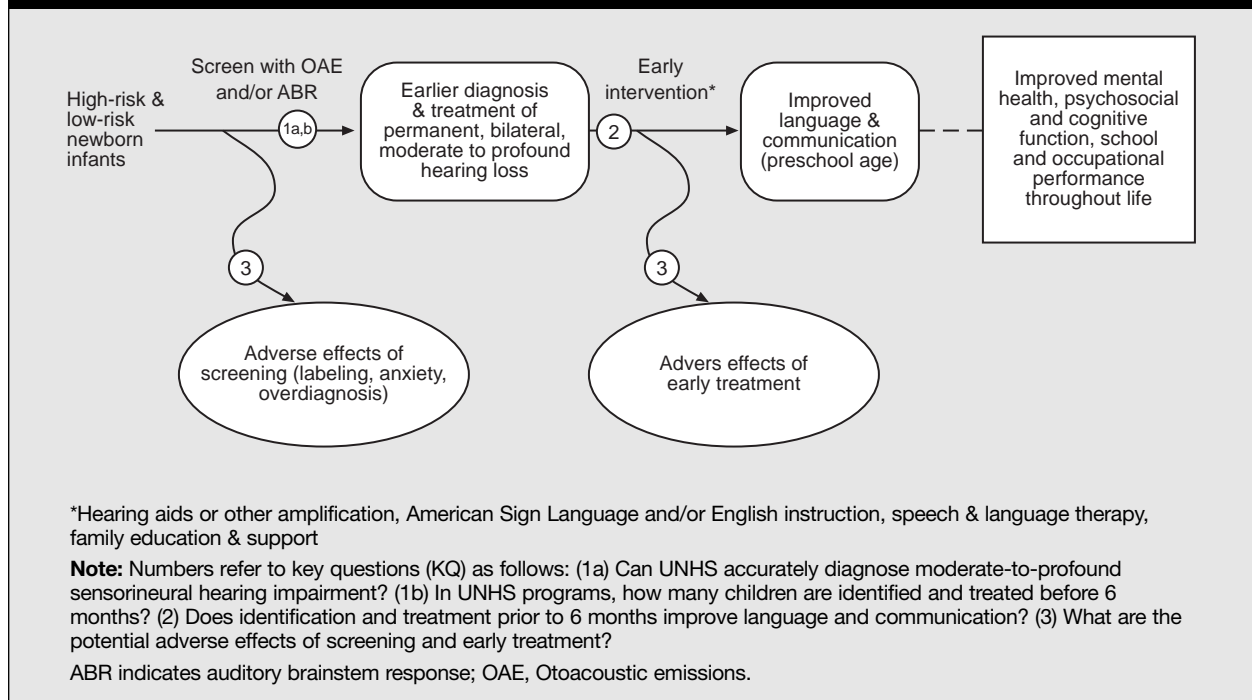 High-risk &
low-risk
newborn
infants
Screen with OAE
and/or ABR
1a,b
Earlier diagnosis
& treatment of
permanent, bilateral,
moderate to profound
hearing loss
Early
intervention*
2
Improved
language &
communication
(preschool age)
Improved mental
health, psychosocial
and cognitive
function, school
and occupational
performance
throughout life
3
Adverse effects of
screening (labeling, anxiety,
overdiagnosis)
3
Advers effects of
early treatment
*Hearing aids or other amplification, American Sign Language and/or English instruction, speech & language therapy,
family education & support
Note: Numbers refer to key questions (KQ) as follows: (1a) Can UNHS accurately diagnose moderate-to-profound
sensorineural hearing impairment? (1b) In UNHS programs, how many children are identified and treated before 6
months? (2) Does identification and treatment prior to 6 months improve language and communication? (3) What are the
potential adverse effects of screening and early treatment?
ABR indicates auditory brainstem response; OAE, Otoacoustic emissions.